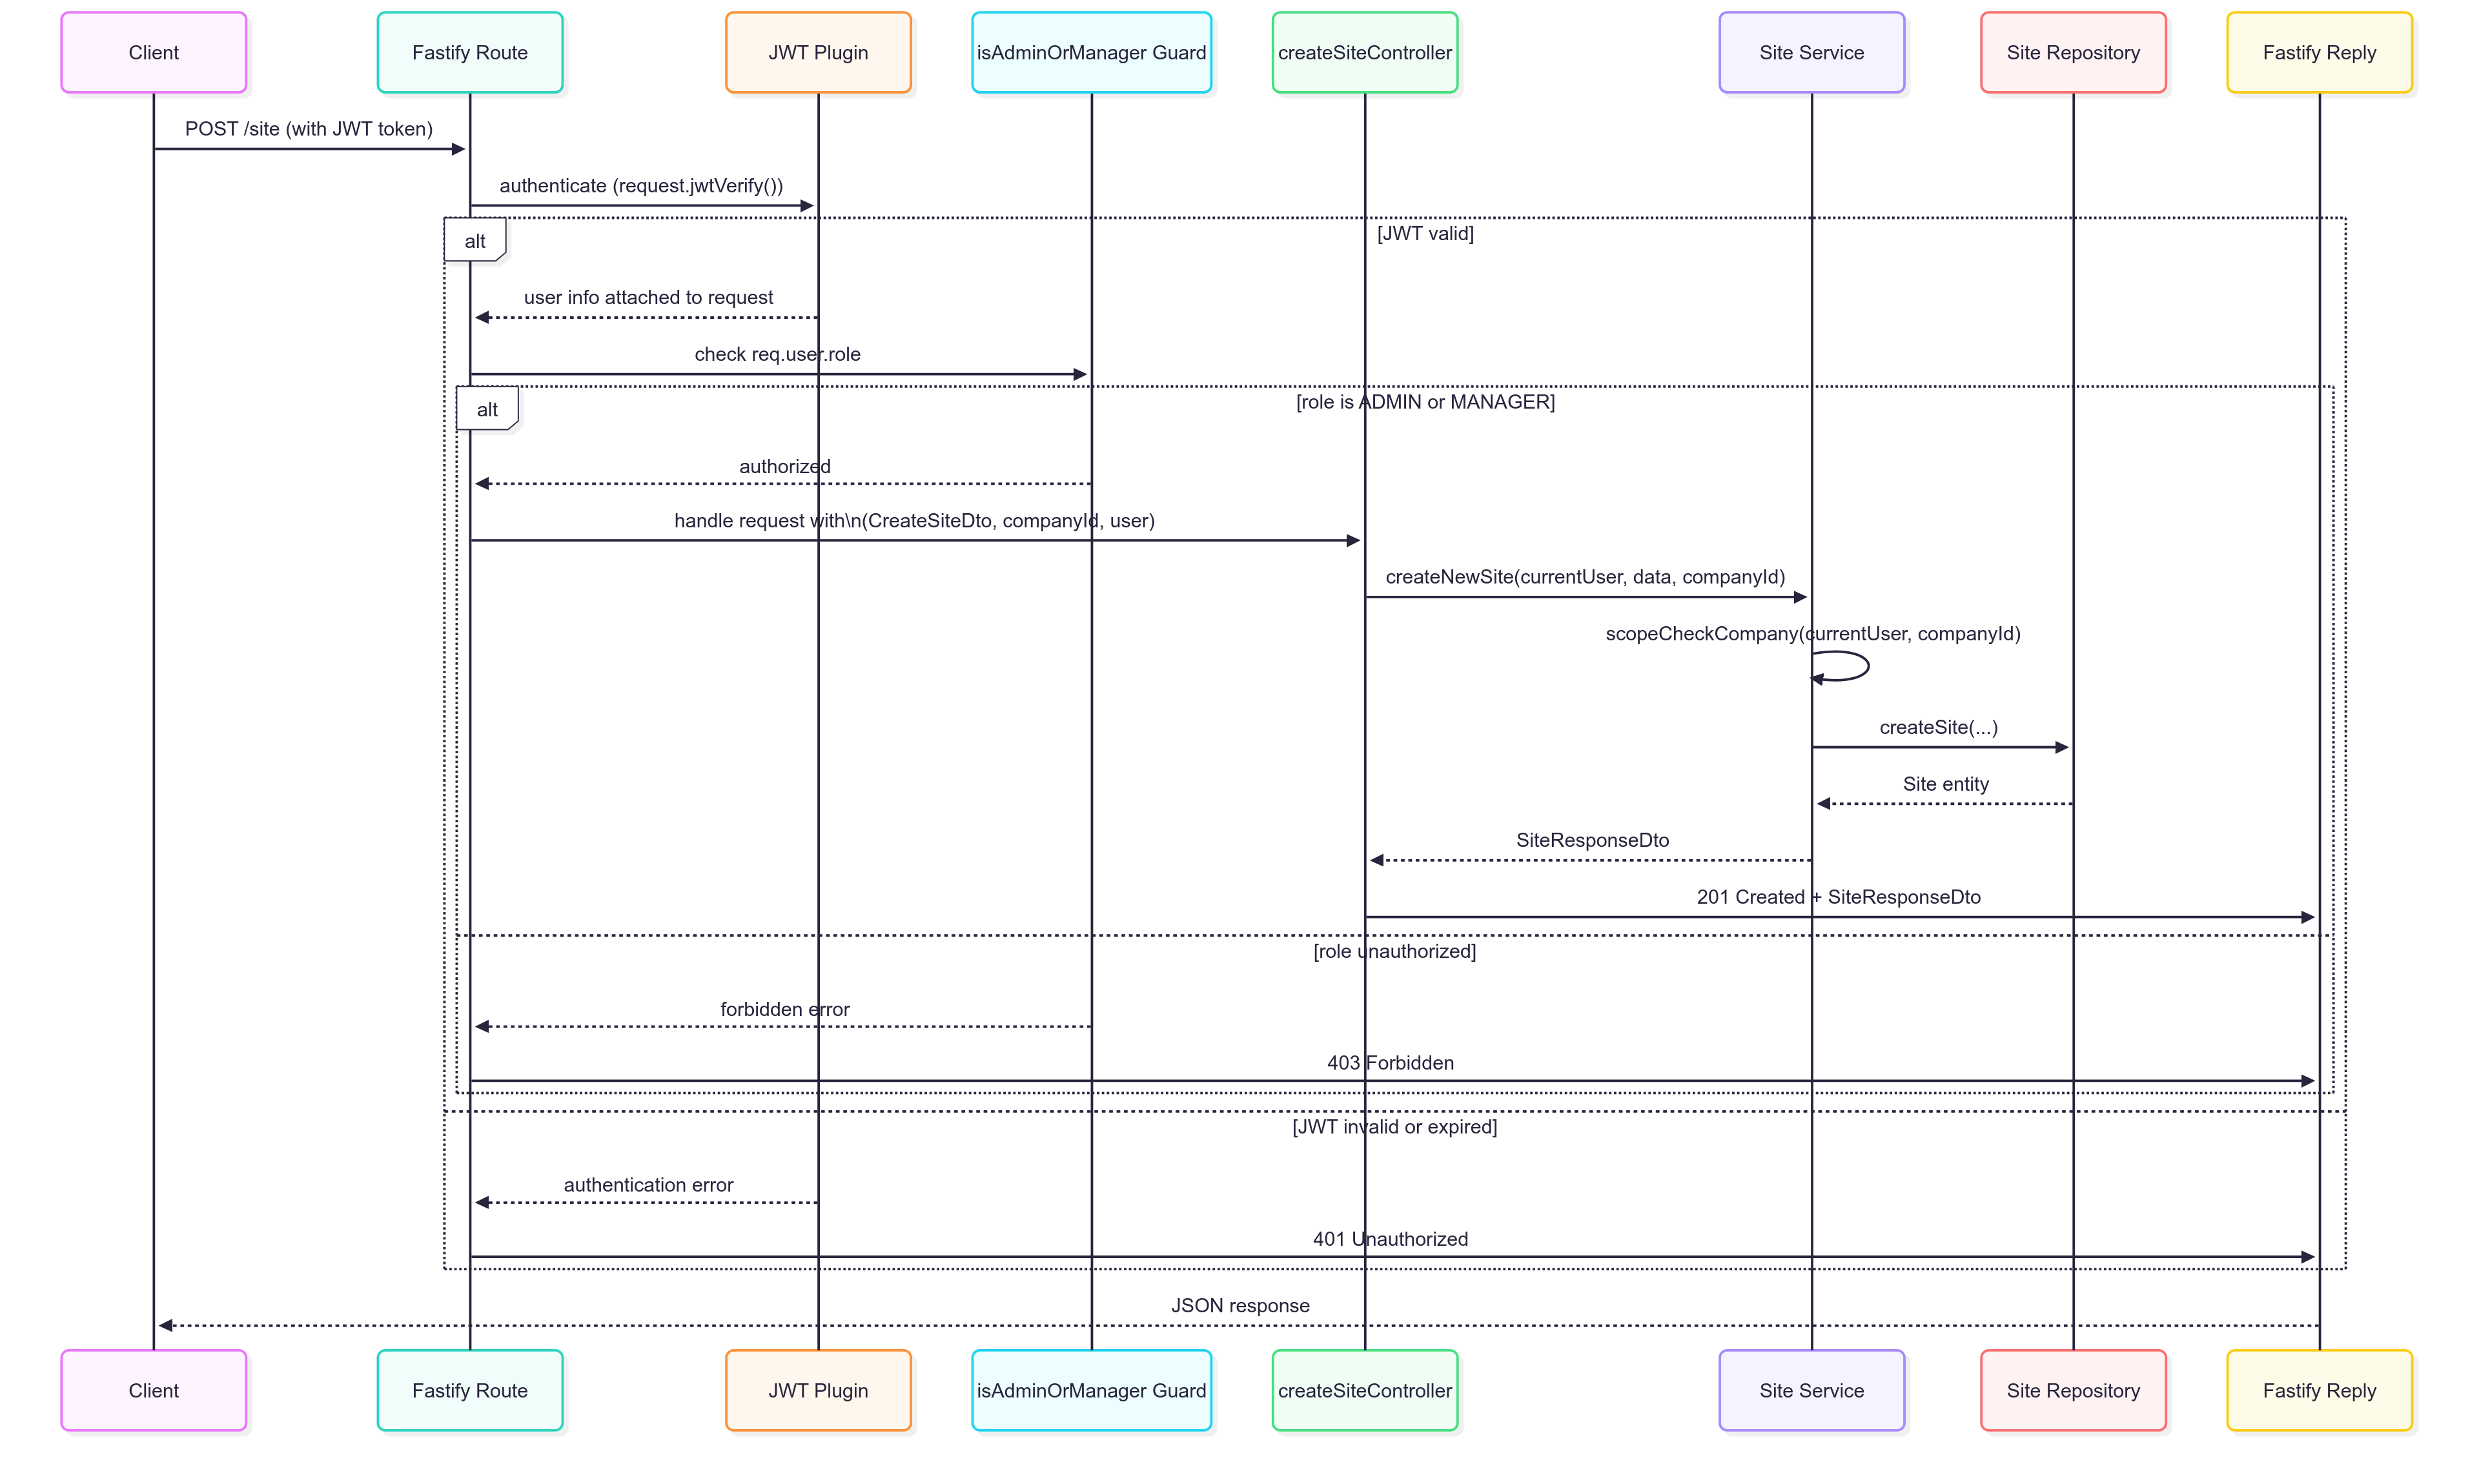 Client
Fastify Route
JWT Plugin
isAdminOrManager Guard
createSiteController
Site Service
Site Repository
Fastify Reply
POST /site (with JWT token)
authenticate (request.jwtVerify())
alt
[JWT valid]
user info attached to request
check req.user.role
alt
[role is ADMIN or MANAGER]
authorized
handle request with\n(CreateSiteDto, companyId, user)
createNewSite(currentUser, data, companyId)
scopeCheckCompany(currentUser, companyId)
createSite(...)
Site entity
SiteResponseDto
201 Created + SiteResponseDto
[role unauthorized]
forbidden error
403 Forbidden
[JWT invalid or expired]
authentication error
401 Unauthorized
JSON response
Client
Fastify Route
JWT Plugin
isAdminOrManager Guard
createSiteController
Site Service
Site Repository
Fastify Reply